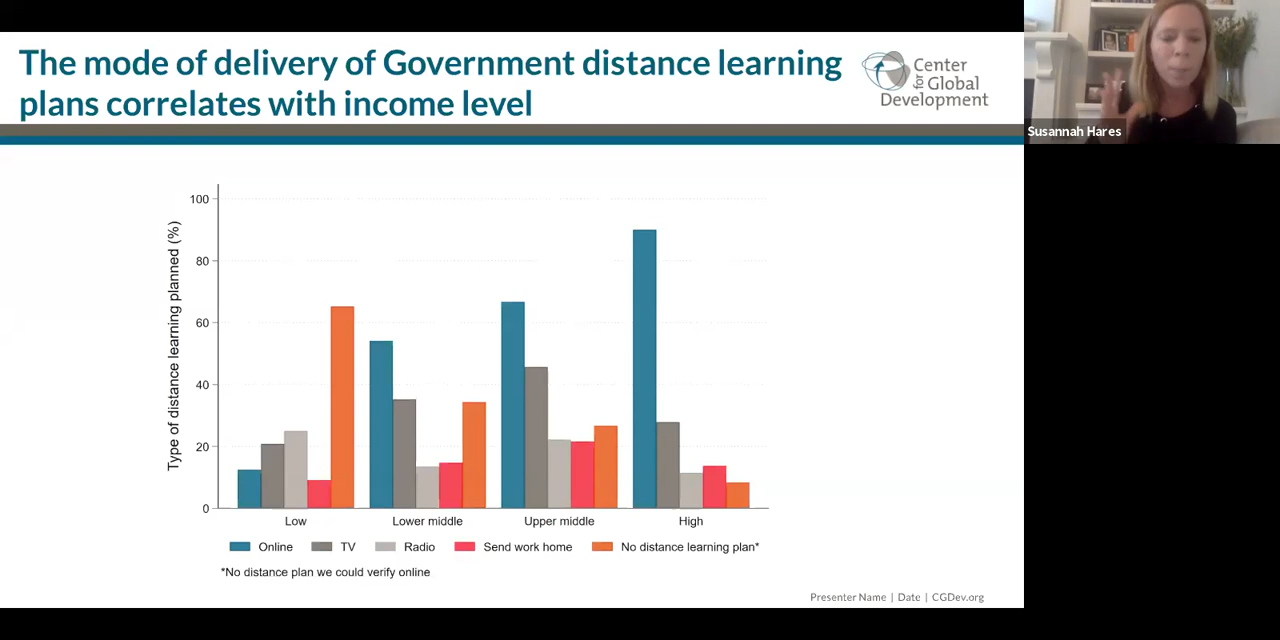 The mode of delivery of Government distance learning
plans correlates with income level
Center
for Global
Development
Susannah Hares
Type of distance learning planned (%)
100
80
60
40
20
0
Low Lower middle Upper middle High
Online TV Radio Send work home No distance learning plan*
*No distance plan we could verify online
Presenter Name | Date | CGDev.org